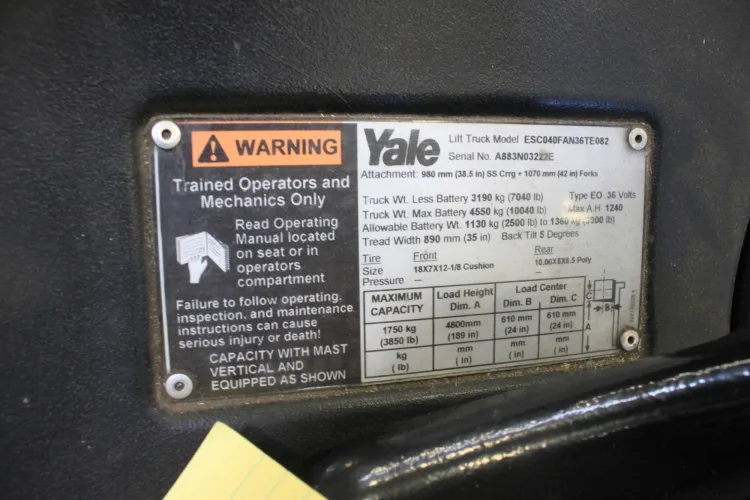 WARNING
Trained Operators and
Mechanics Only
Read Operating
Manual located
on seat or in
operators
compartment
Failure to follow operating,
inspection, and maintenance
instructions can cause
serious injury or death!
CAPACITY WITH MAST
VERTICAL AND
EQUIPPED AS SHOWN
Yale
Lift Truck Model ESC040FAN36TE082
Serial No. A883N03222E
Attachment: 980 mm (38.5 in) SS Crrg + 1070 mm (42 in) Forks
Truck Wt. Less Battery 3190 kg (7040 lb) Type EO 36 Volts
Truck Wt. Max Battery 4550 kg (10040 lb) Max A.H 1240
Allowable Battery Wt. 1130 kg (2500 lb) to 1360 kg (3000 lb)
Tread Width 890 mm (35 in) Back Tilt 5 Degrees
Tire Front Rear
Size 18X7X12-1/8 Cushion 10.00X8X6.5 Poly
Pressure – –
MAXIMUM CAPACITY Load Height Dim. A Load Center Dim. B Dim. C
1750 kg 4800mm 610 mm 610 mm
(3850 lb) (189 in) (24 in) (24 in)
kg mm mm. mm
( lb) ( in) ( in) ( in)
C
B
A